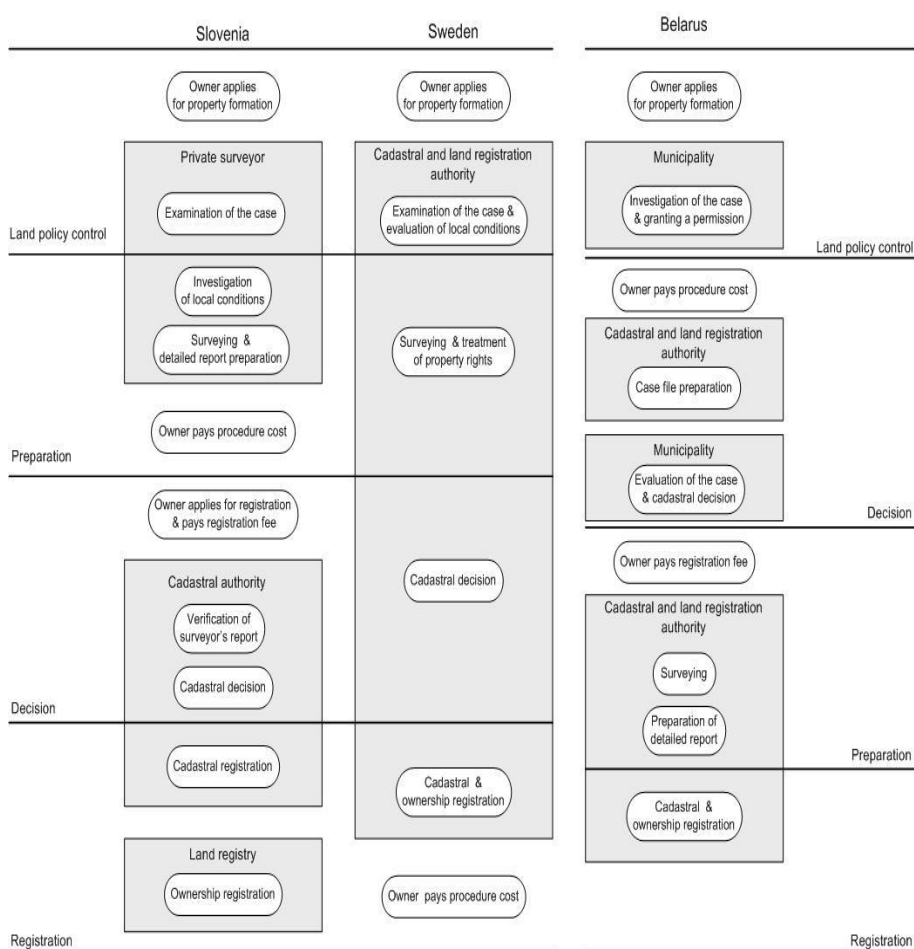 Slovenia
Sweden
Belarus
Owner applies
for property formation
Owner applies
for property formation
Owner applies
for property formation
Private surveyor
Examination of the case
Cadastral and land registration
authority
Examination of the case &
evaluation of local conditions
Municipality
Investigation of the case
& granting a permission
Land policy control
Land policy control
Investigation
of local conditions
Surveying &
detailed report preparation
Surveying & treatment
of property rights
Owner pays procedure cost
Cadastral and land registration
authority
Case file preparation
Owner pays procedure cost
Preparation
Municipality
Evaluation of the case
& cadastral decision
Decision
Owner applies for registration
& pays registration fee
Owner pays registration fee
Cadastral authority
Verification of
surveyor's report
Cadastral decision
Cadastral decision
Cadastral and land registration
authority
Surveying
Preparation of
detailed report
Decision
Preparation
Cadastral registration
Cadastral &
ownership registration
Cadastral &
ownership registration
Land registry
Ownership registration
Owner pays procedure cost
Registration
Registration